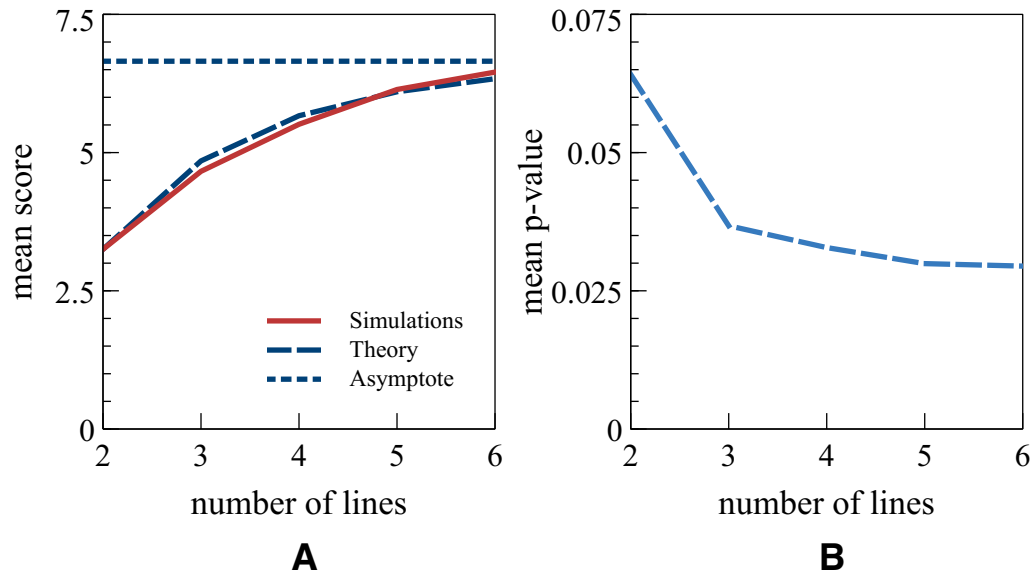 7.5
5
2.5
0
mean score
Simulations
Theory
Asymptote
2 3 4 5 6
number of lines
A
0.075
0.05
0.025
0
mean p-value
2 3 4 5 6
number of lines
B